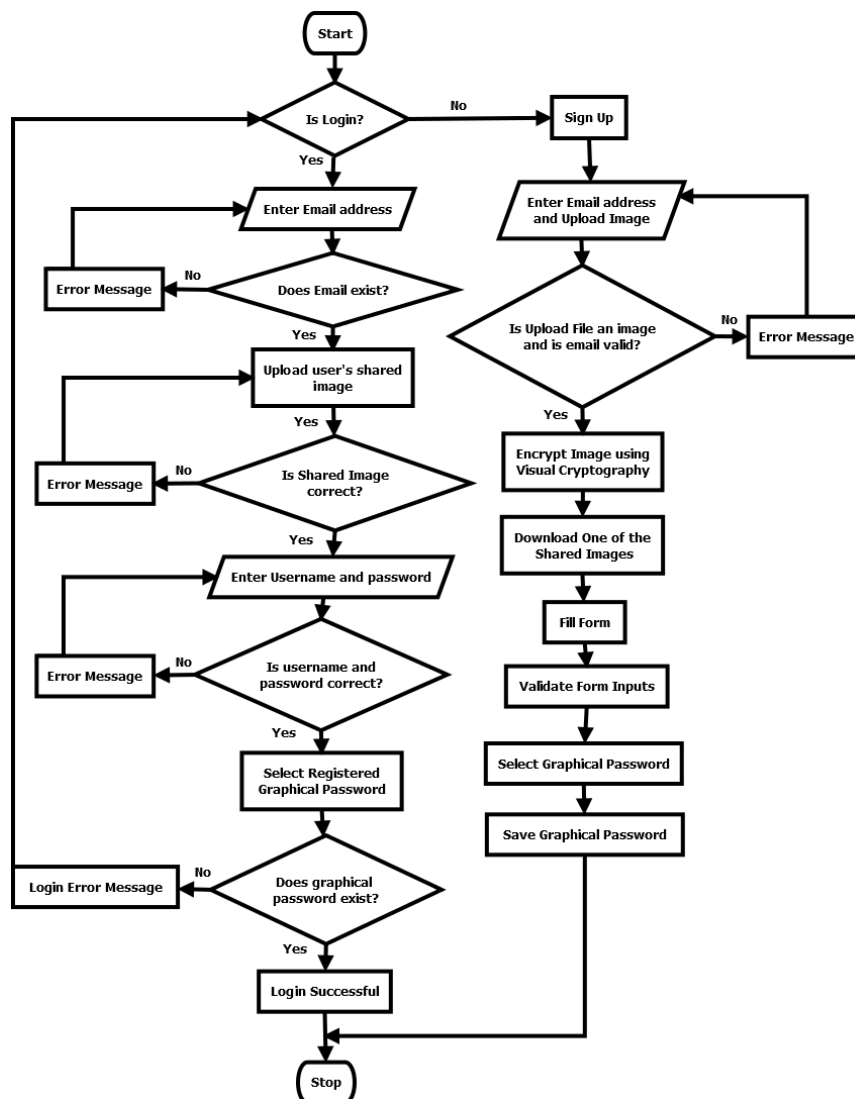 Start
Is Login?
No
Sign Up
Yes
Enter Email address
Enter Email address
and Upload Image
Error Message
No
Does Email exist?
Yes
Is Upload File an image
and is email valid?
No
Error Message
Upload user's shared
image
Yes
Yes
Encrypt Image using
Visual Cryptography
Error Message
No
Is Shared Image
correct?
Yes
Download One of the
Shared Images
Enter Username and password
Fill Form
Error Message
No
Is username and
password correct?
Validate Form Inputs
Yes
Select Registered
Graphical Password
Select Graphical Password
Save Graphical Password
Login Error Message
No
Does graphical
password exist?
Yes
Login Successful
Stop